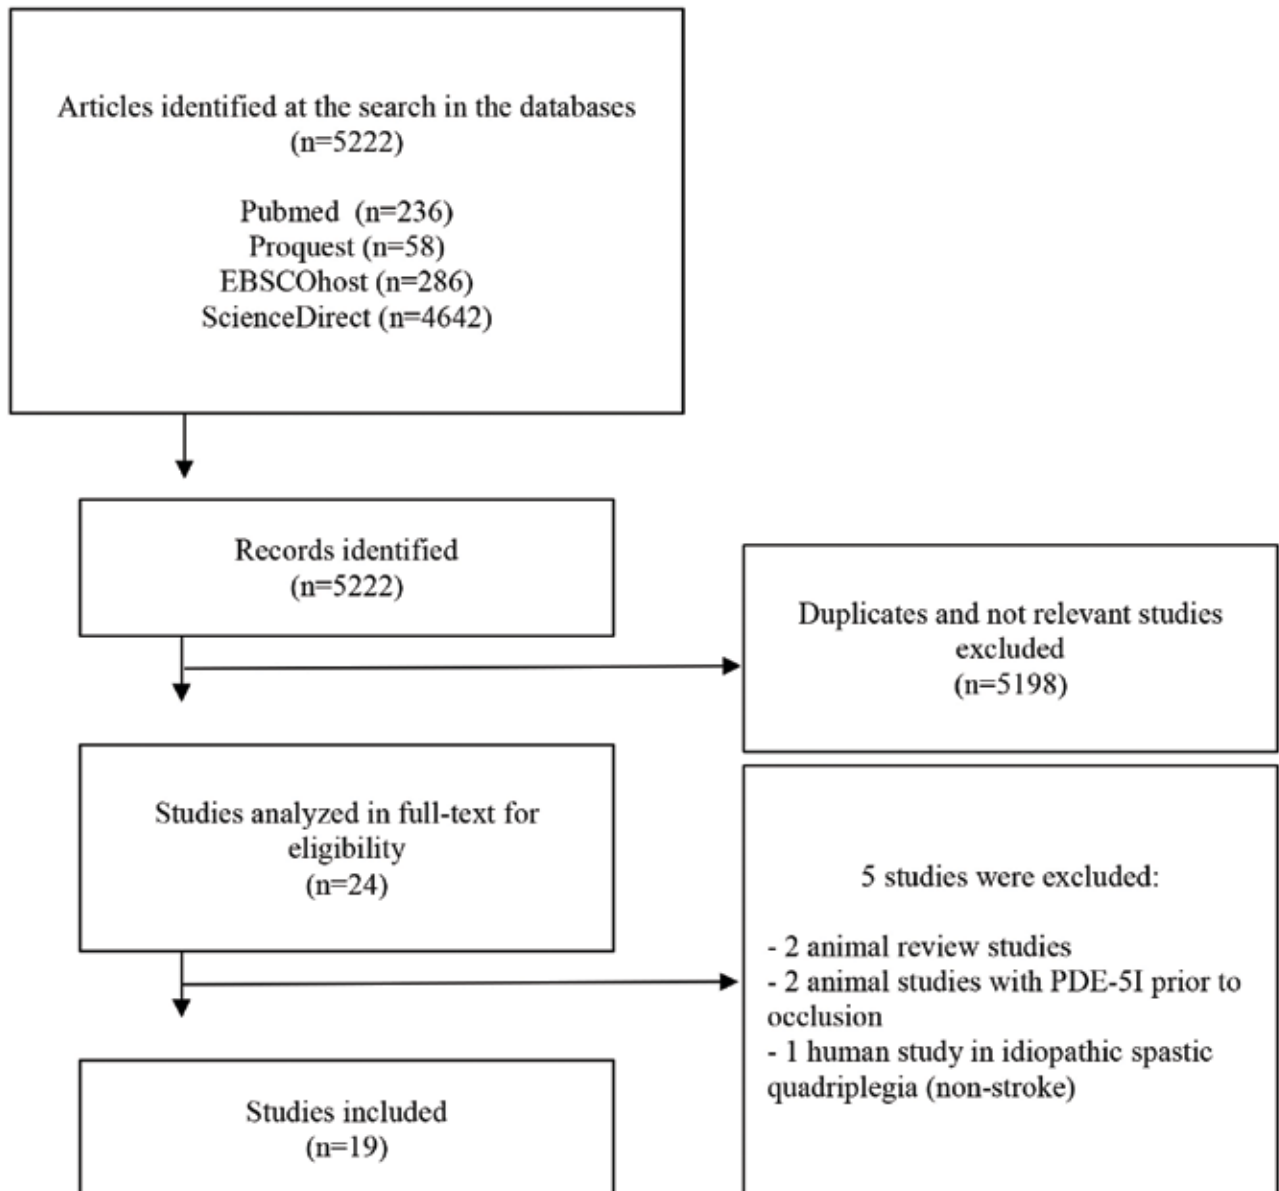 Articles identified at the search in the databases
(n=5222)
Pubmed (n=236)
Proquest (n=58)
EBSCOhost (n=286)
ScienceDirect (n=4642)
Records identified
(n=5222)
Duplicates and not relevant studies
excluded
(n=5198)
Studies analyzed in full-text for
eligibility
(n=24)
5 studies were excluded:
- 2 animal review studies
- 2 animal studies with PDE-5I prior to
occlusion
- 1 human study in idiopathic spastic
quadriplegia (non-stroke)
Studies included
(n=19)